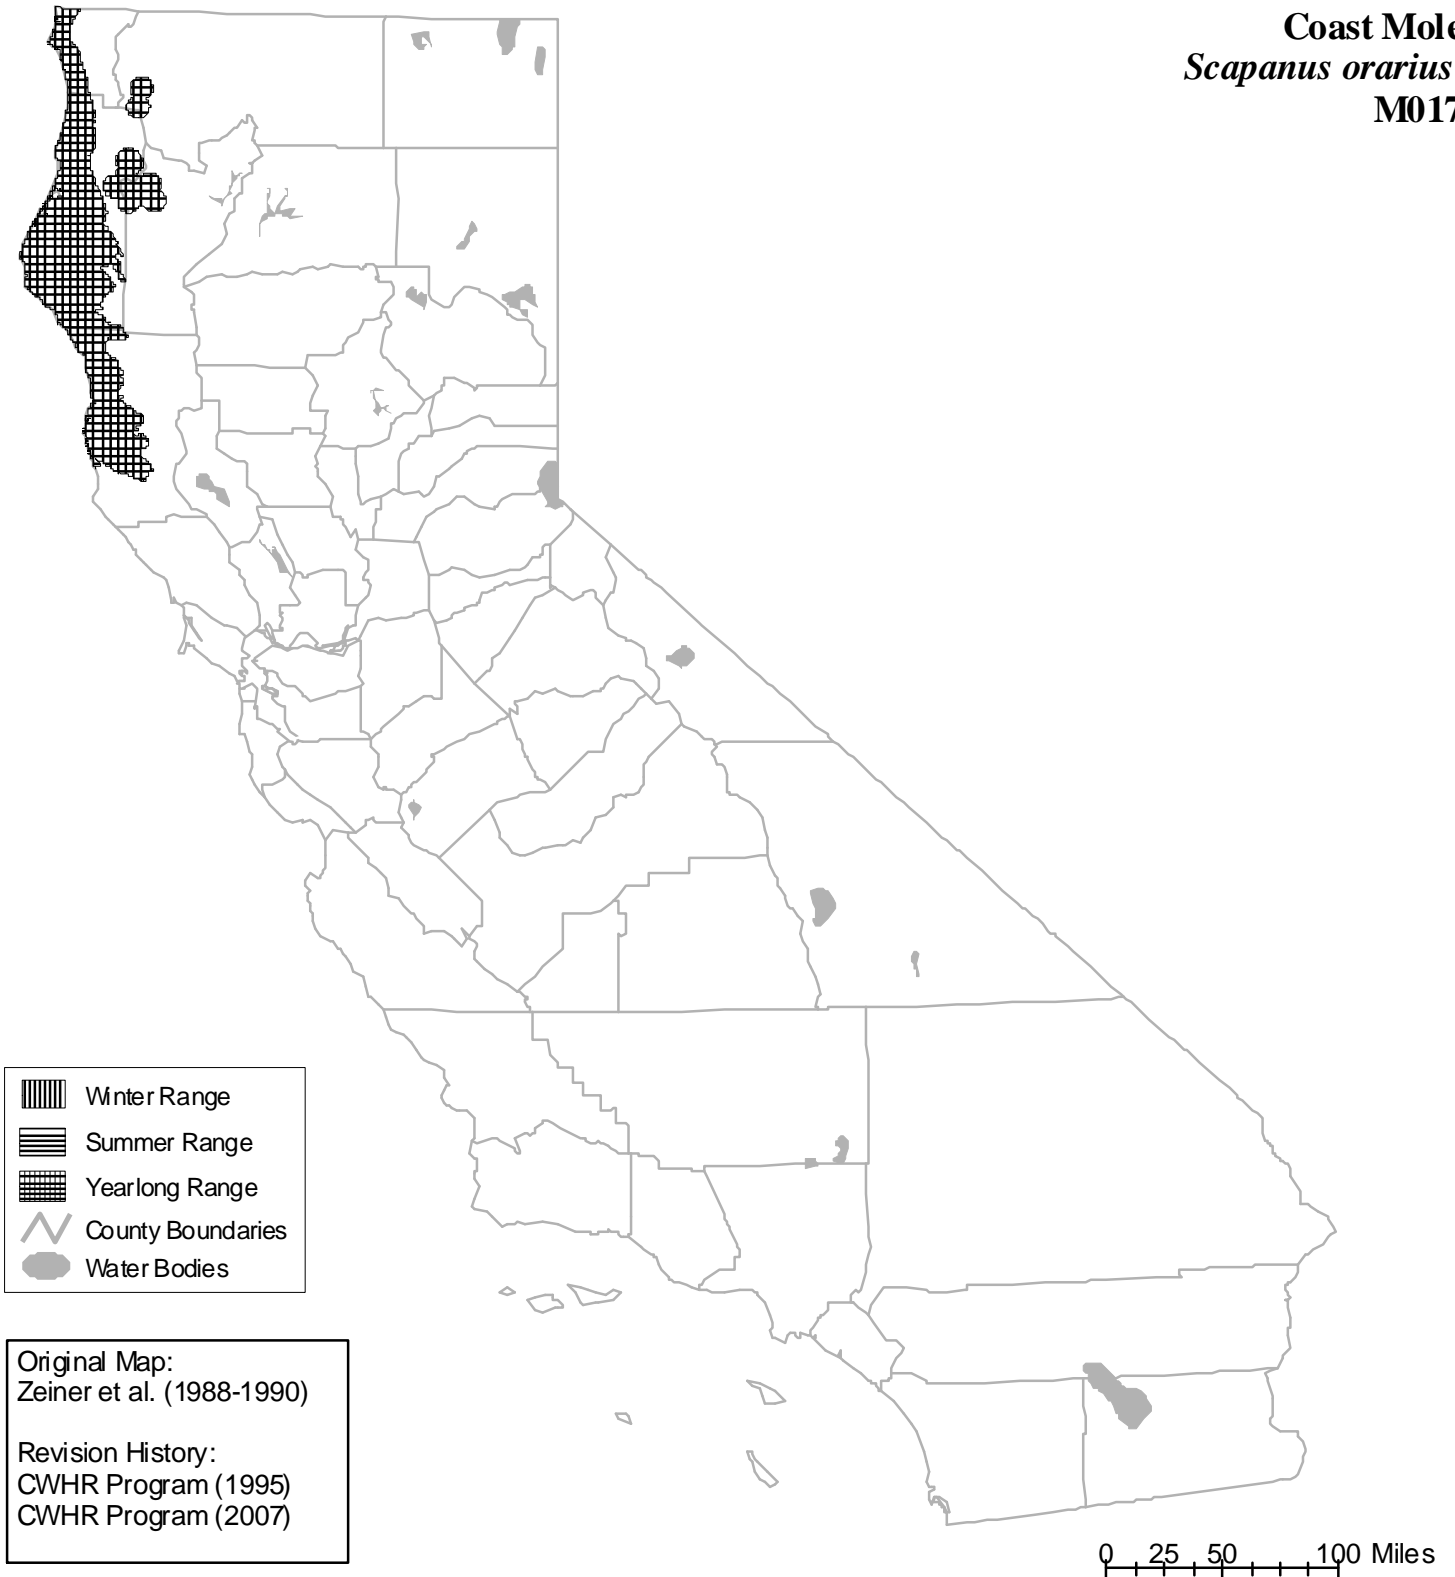 Coast Mole
Scapanus orarius
M017
Winter Range
Summer Range
Yearlong Range
County Boundaries
Water Bodies
Original Map:
Zeiner et al. (1988-1990)
Revision History:
CWHR Program (1995)
CWHR Program (2007)
0 25 50 100 Miles